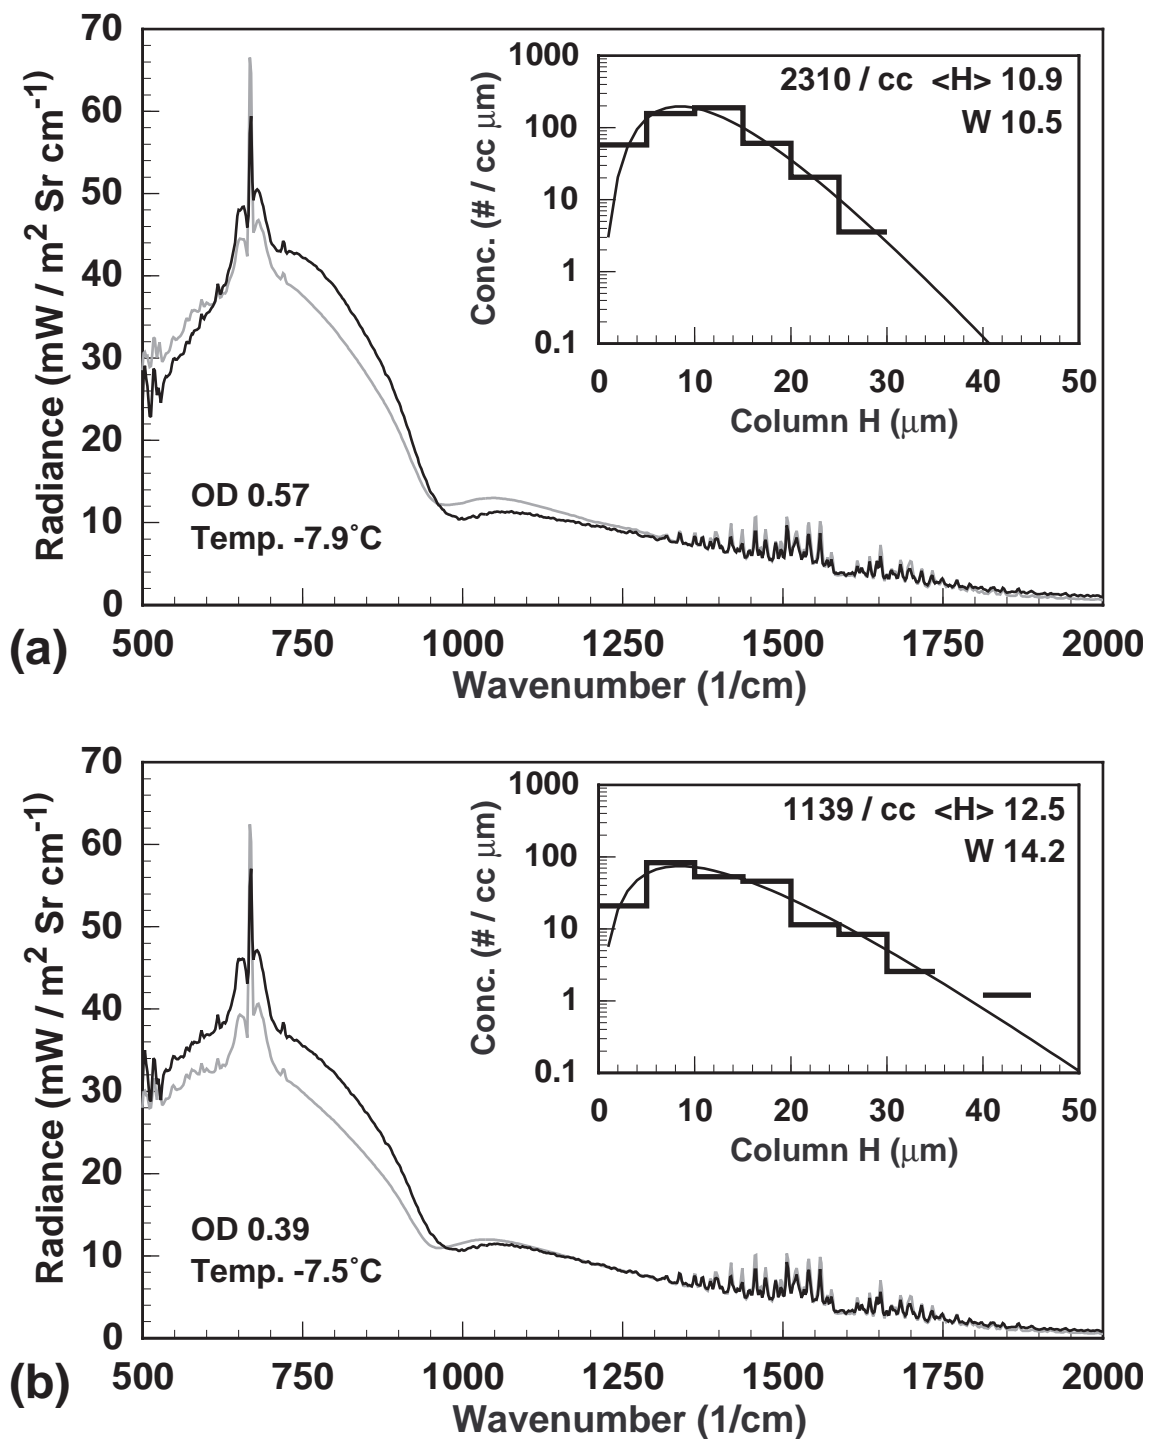 70
60
50
40
30
20
10
0
Radiance (mW / m² Sr cm⁻¹)
500 750 1000 1250 1500 1750 2000
Wavenumber (1/cm)
(a)
OD 0.57
Temp. -7.9˚C
1000
100
10
1
0.1
Conc. (# / cc μm)
2310 / cc <H> 10.9
W 10.5
0 10 20 30 40 50
Column H (μm)
70
60
50
40
30
20
10
0
Radiance (mW / m² Sr cm⁻¹)
500 750 1000 1250 1500 1750 2000
Wavenumber (1/cm)
(b)
OD 0.39
Temp. -7.5˚C
1000
100
10
1
0.1
Conc. (# / cc μm)
1139 / cc <H> 12.5
W 14.2
0 10 20 30 40 50
Column H (μm)